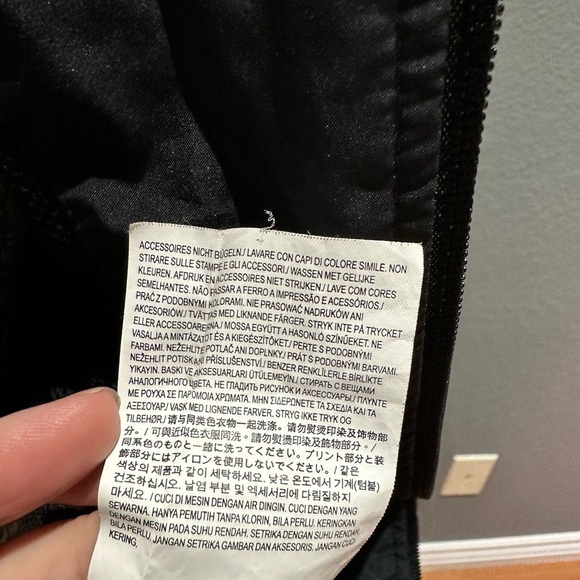 ACCESSOIRES NICHT BÜGELN./ LAVARE CON CAPI DI COLORE SIMILE. NON
STIRARE SULLE STAMPE E GLI ACCESSORI./ WASSEN MET GELIJKE
KLEUREN. AFDRUK EN ACCESSOIRES NIET STRIJKEN./ LAVE COM CORES
SEMELHANTES. NÃO PASSAR A FERRO A IMPRESSÃO E ACESSÓRIOS./
PRAĆ Z PODOBNYMI KOLORAMI. NIE PRASOWAĆ NADRUKÓW ANI
AKCESORIÓW./ TVÄTTAS MED LIKNANDE FÄRGER. STRYK INTE PÅ TRYCKET
ELLER ACCESSOARERNA./ MOSSA EGYÜTT A HASONLÓ SZÍNŰEKET. NE
VASALJA A MINTÁZATOT ÉS A KIEGÉSZÍTŐKET./ PERTE S PODOBNÝMI
FARBAMI. NEŽEHLITE POTLAČ ANI DOPLNKY./ PRÁT S PODOBNÝMI BARVAMI.
NEŽEHLIT POTISK ANI PŘÍSLUŠENSTVÍ./ BENZER RENKLİLERLE BİRLİKTE
YIKAYIN. BASKI VE AKSESUARLARI ÜTÜLEMEYİN./ СТИРАТЬ С ВЕЩАМИ
АНАЛОГИЧНОГО ЦВЕТА. НЕ ГЛАДИТЬ РИСУНОК И АКСЕССУАРЫ./ ΠΛΥΝΤΕ
ΜΕ ΡΟΥΧΑ ΣΕ ΠΑΡΟΜΟΙΑ ΧΡΩΜΑΤΑ. ΜΗΝ ΣΙΔΕΡΩΝΕΤΕ ΤΑ ΣΧΕΔΙΑ ΚΑΙ ΤΑ
ΑΞΕΣΟΥΑΡ./ VASK MED LIGNENDE FARVER. STRYG IKKE TRYK OG
TILBEHØR./ 请与同类色衣物一起洗涤。请勿熨烫印染及饰物部
分。/ 可與近似色衣服同洗。請勿熨燙印染及飾物部分。/
同系色のものと一緒に洗ってください。プリント部分と装
飾部分にはアイロンを使用しないでください。/ 같은
색상의 제품과 같이 세탁하세요. 낮은 온도에서 기계(텀블)
건조하십시오. 날염 부분 및 액세서리에 다림질하지
마세요. ./ CUCI DI MESIN DENGAN AIR DINGIN. CUCI DENGAN YANG
SEWARNA. HANYA PEMUTIH TANPA KLORIN, BILA PERLU. KERINGKAN
DENGAN MESIN PADA SUHU RENDAH. SETRIKA DENGAN SUHU RENDAH,
BILA PERLU, JANGAN SETRIKA GAMBAR DAN AKSESORIS. JANGAN CUCI
KERING.